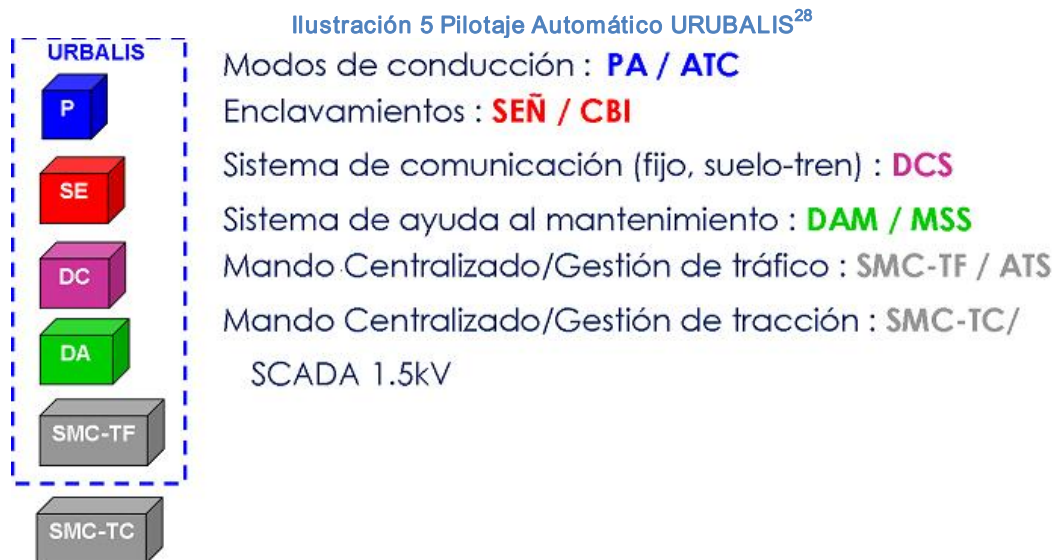 Ilustración 5 Pilotaje Automático URUBALIS28
URBALIS
P
Modos de conducción : PA / ATC
SE
Enclavamientos : SEÑ / CBI
DC
Sistema de comunicación (fijo, suelo-tren) : DCS
DA
Sistema de ayuda al mantenimiento : DAM / MSS
SMC-TF
Mando Centralizado/Gestión de tráfico : SMC-TF / ATS
SMC-TC
Mando Centralizado/Gestión de tracción : SMC-TC/
SCADA 1.5kV